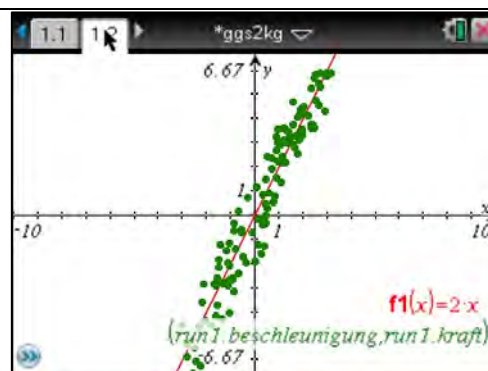 1.1 1.2 *ggs2kg
6.67 y
1
-10 1 10
x
f1(x)=2·x
(run1.beschleunigung,run1.kraft)
-6.67